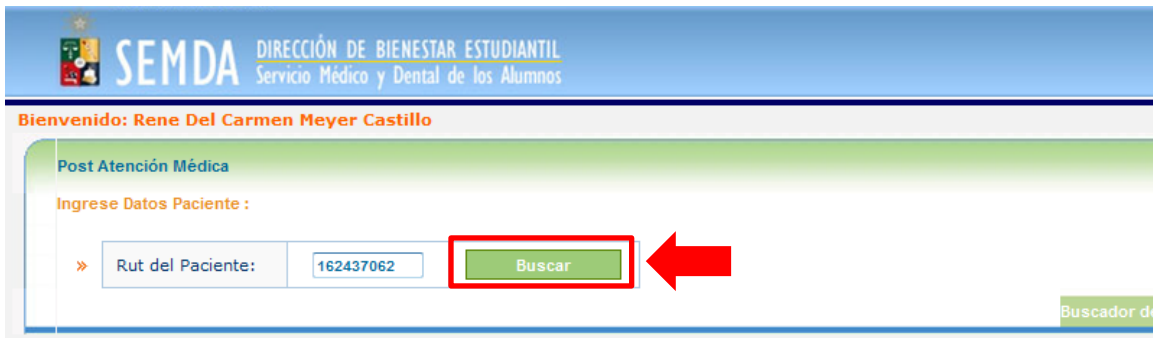 SEMDA DIRECCIÓN DE BIENESTAR ESTUDIANTIL
Servicio Médico y Dental de los Alumnos
Bienvenido: Rene Del Carmen Meyer Castillo
Post Atención Médica
Ingrese Datos Paciente :
» Rut del Paciente: 162437062 Buscar
Buscador de